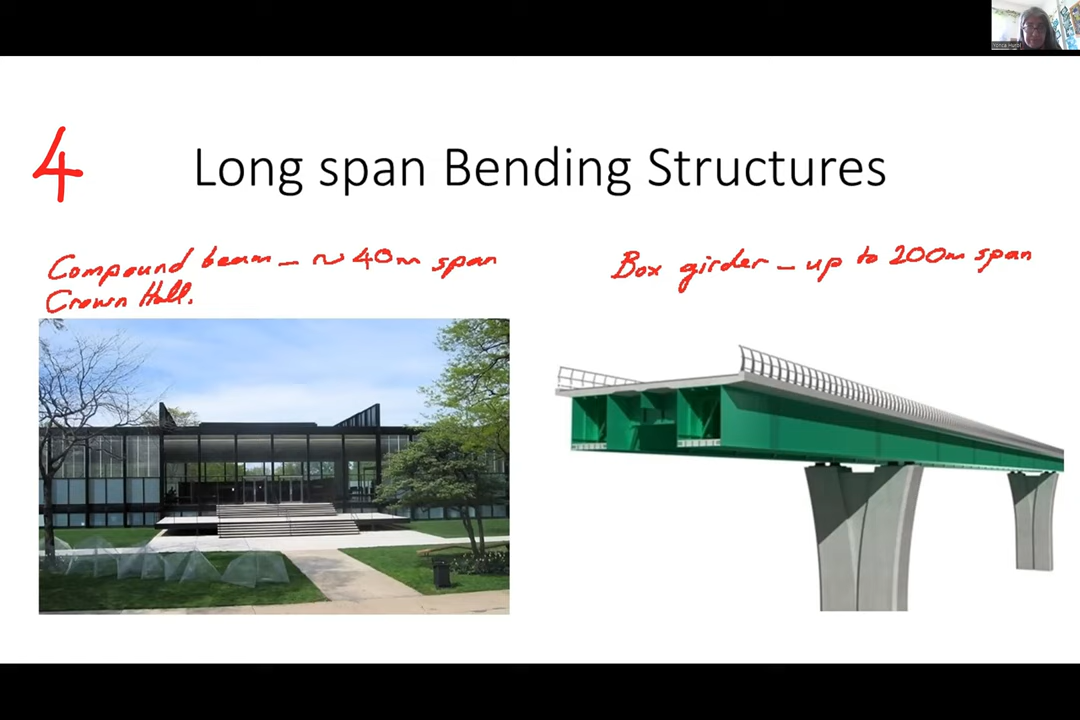 4
Long span Bending Structures
Compound beam - ~ 40m span
Crown Hall.
Box girder - up to 200m span